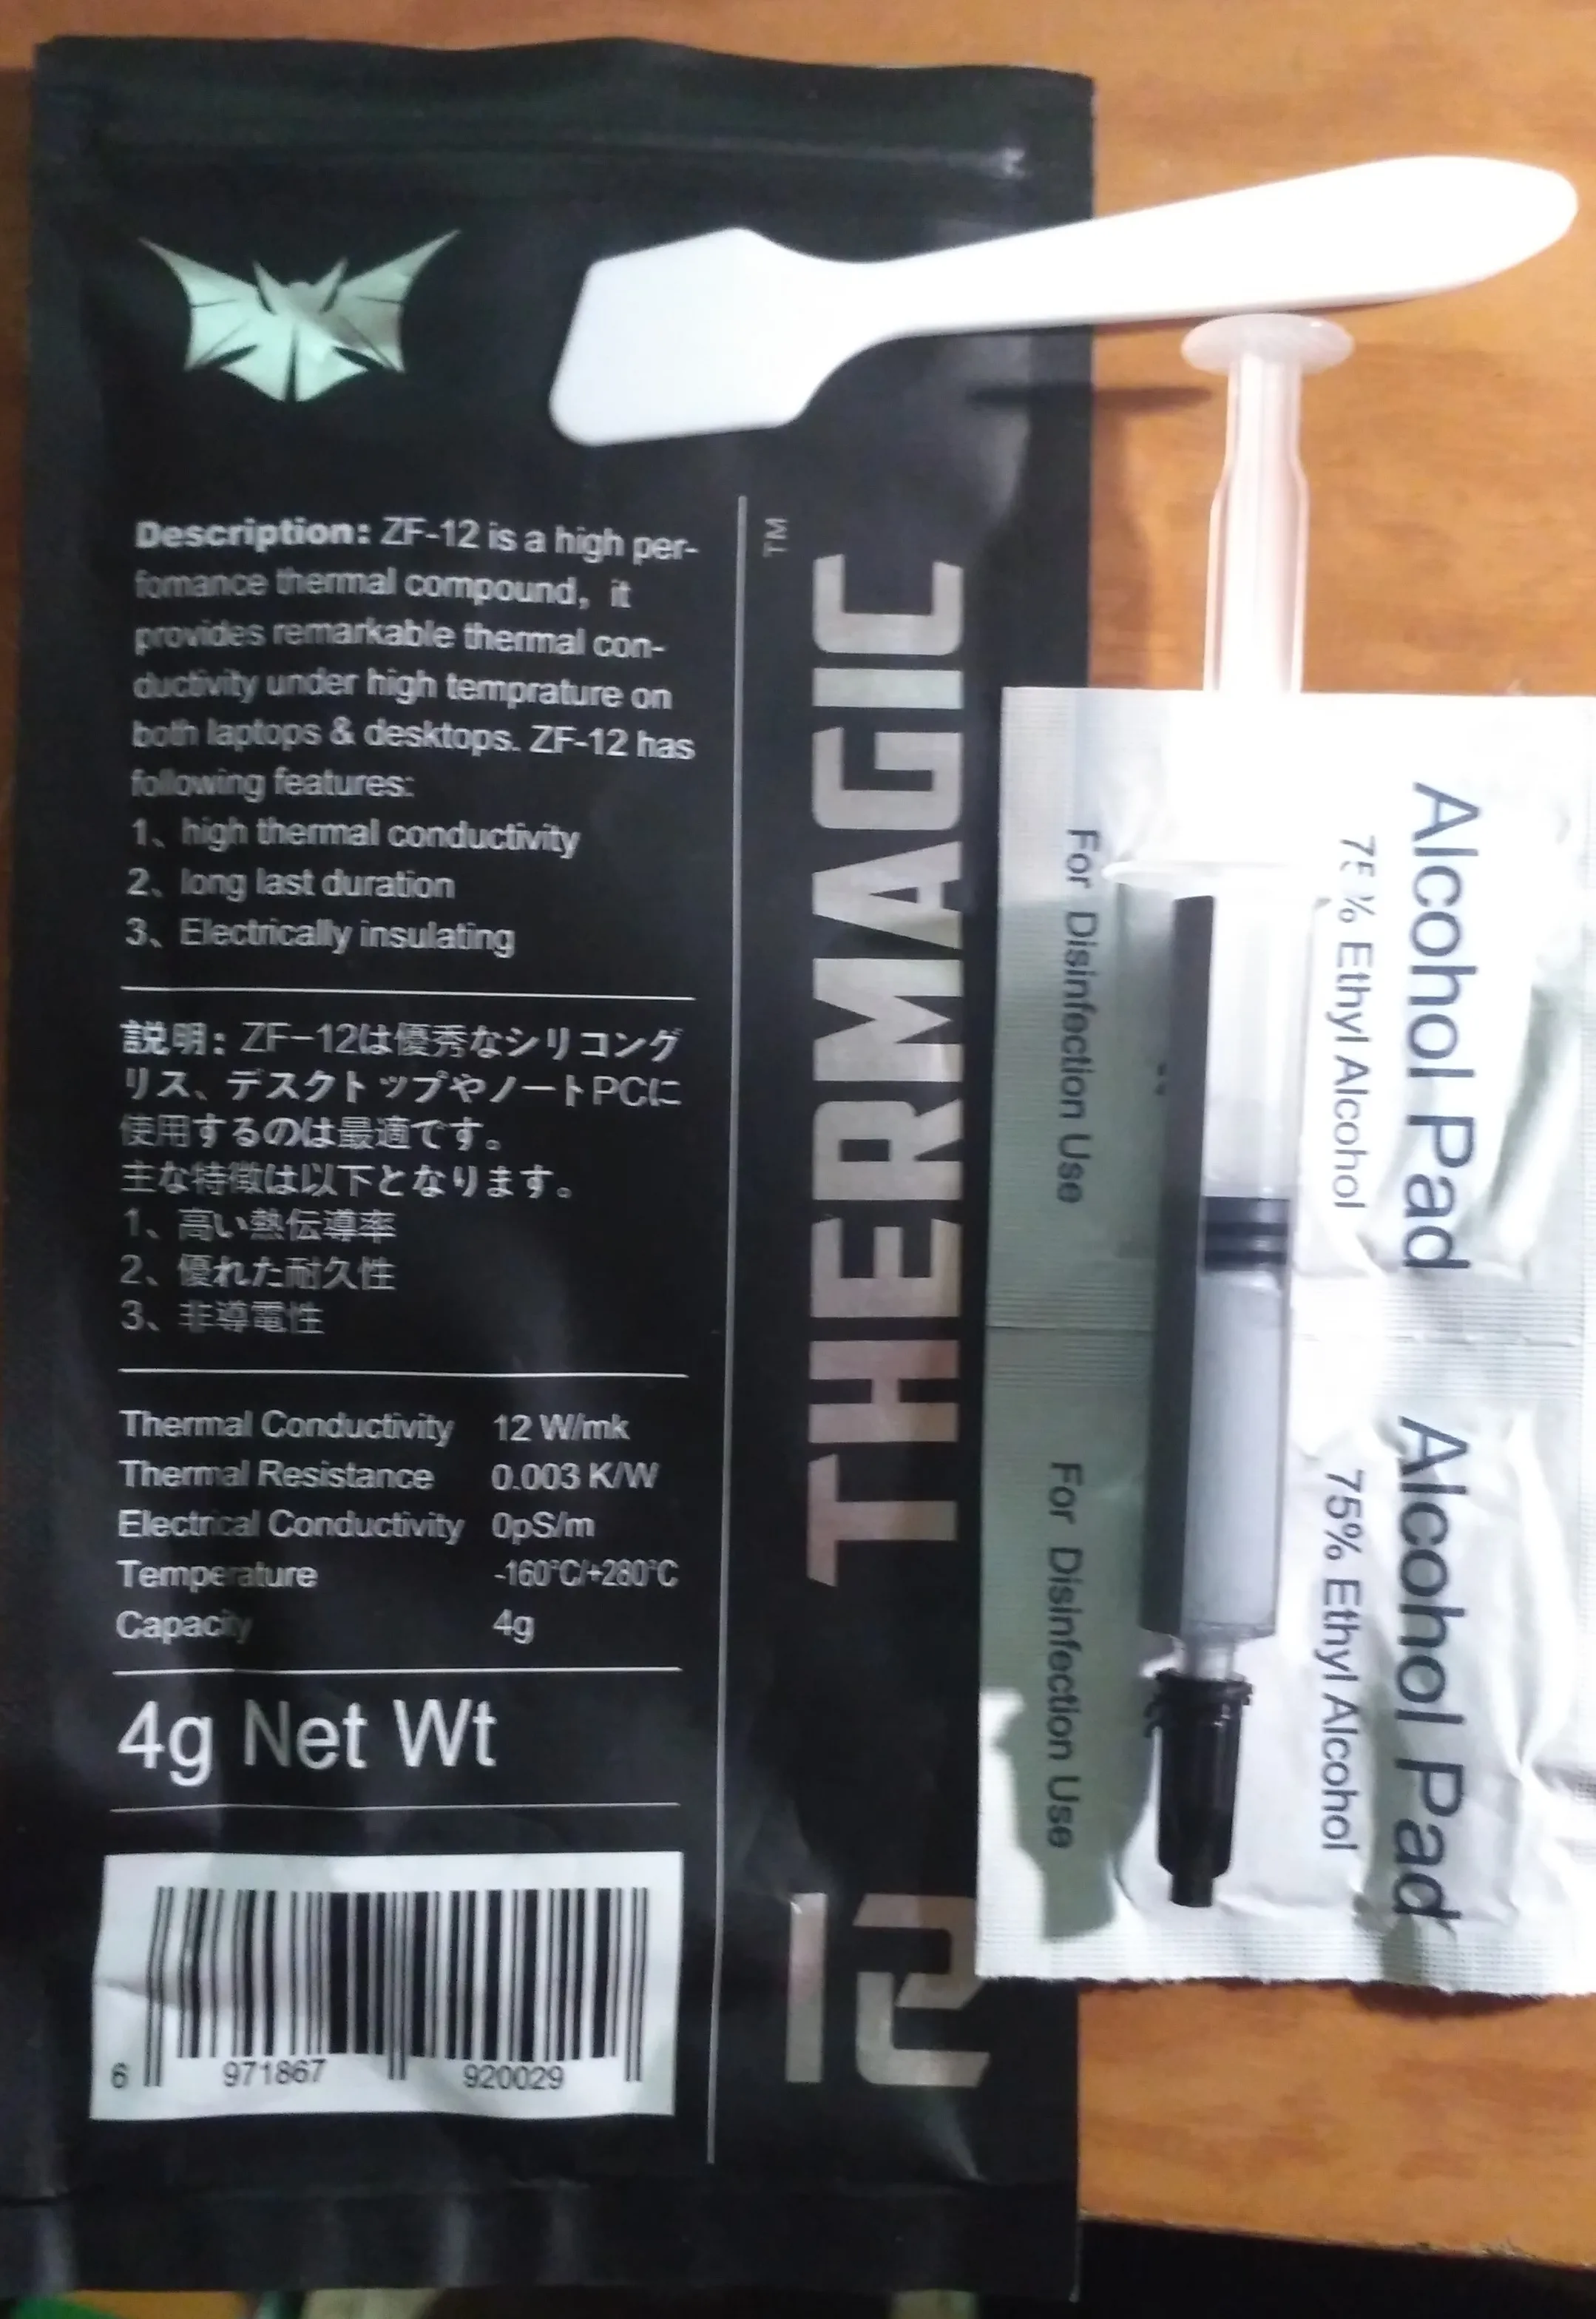 Description: ZF-12 is a high per-
fomance thermal compound, it
provides remarkable thermal con-
ductivity under high temprature on
both laptops & desktops. ZF-12 has
following features:
1、high thermal conductivity
2、long last duration
3、Electrically insulating
説明: ZF-12は優秀なシリコング
リス、デスクトップやノートPCに
使用するのは最適です。
主な特徴は以下となります。
1、高い熱伝導率
2、優れた耐久性
3、非導電性
Thermal Conductivity 12 W/mk
Thermal Resistance 0.003 K/W
Electrical Conductivity 0pS/m
Temperature -160°C/+280°C
Capacity 4g
4g Net Wt
6 971867 920029
THERMAGIC
TM
12
Alcohol Pad
75% Ethyl Alcohol
For Disinfection Use
Alcohol Pad
75% Ethyl Alcohol
For Disinfection Use